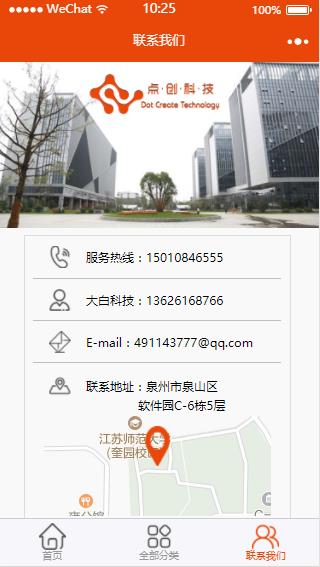 WeChat
10:25
100%
联系我们
点·创·科·技
Dot Create Technology
服务热线：15010846555
大白科技：13626168766
E-mail：491143777@qq.com
联系地址：泉州市泉山区
软件园C-6栋5层
江苏师范大学
(奎园校区)
首页
全部分类
联系我们